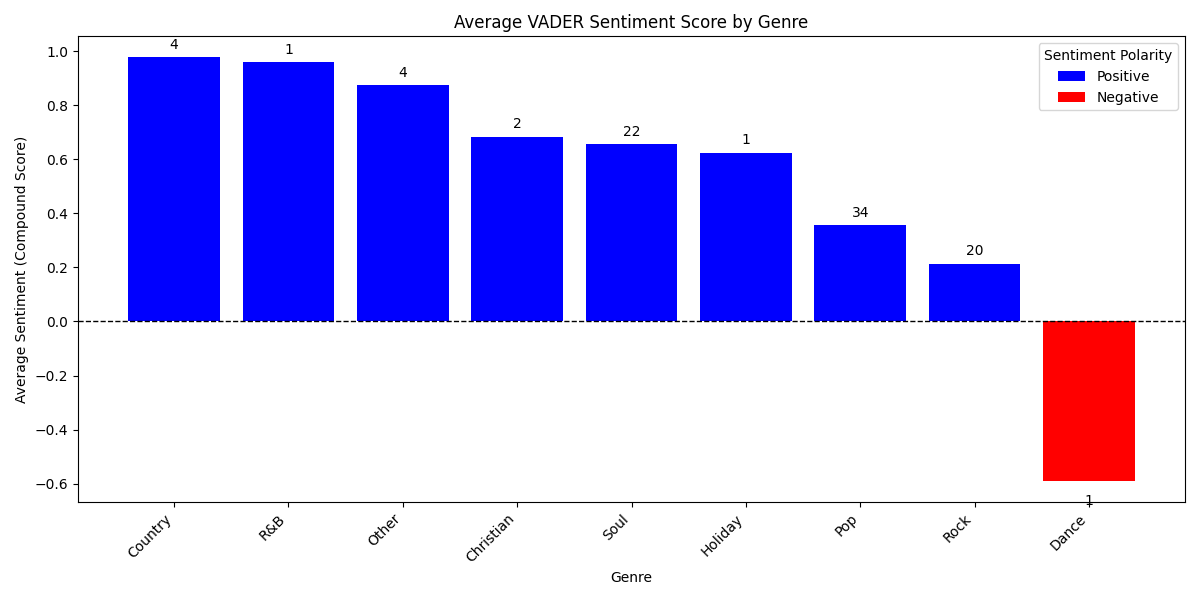 Average VADER Sentiment Score by Genre
Sentiment Polarity
Positive
Negative
Average Sentiment (Compound Score)
1.0
0.8
0.6
0.4
0.2
0.0
−0.2
−0.4
−0.6
4
1
4
2
22
1
34
20
1
Country
R&B
Other
Christian
Soul
Holiday
Pop
Rock
Dance
Genre